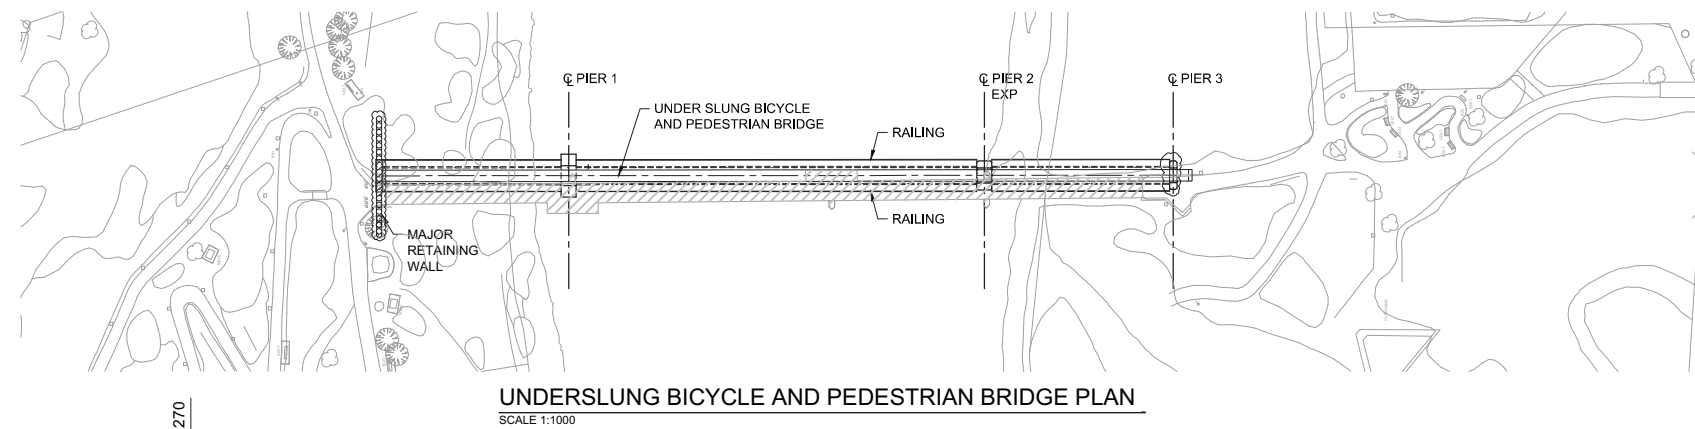 ℄ PIER 1
℄ PIER 2
EXP
℄ PIER 3
UNDER SLUNG BICYCLE
AND PEDESTRIAN BRIDGE
RAILING
RAILING
MAJOR
RETAINING
WALL
UNDERSLUNG BICYCLE AND PEDESTRIAN BRIDGE PLAN
SCALE 1:1000
270